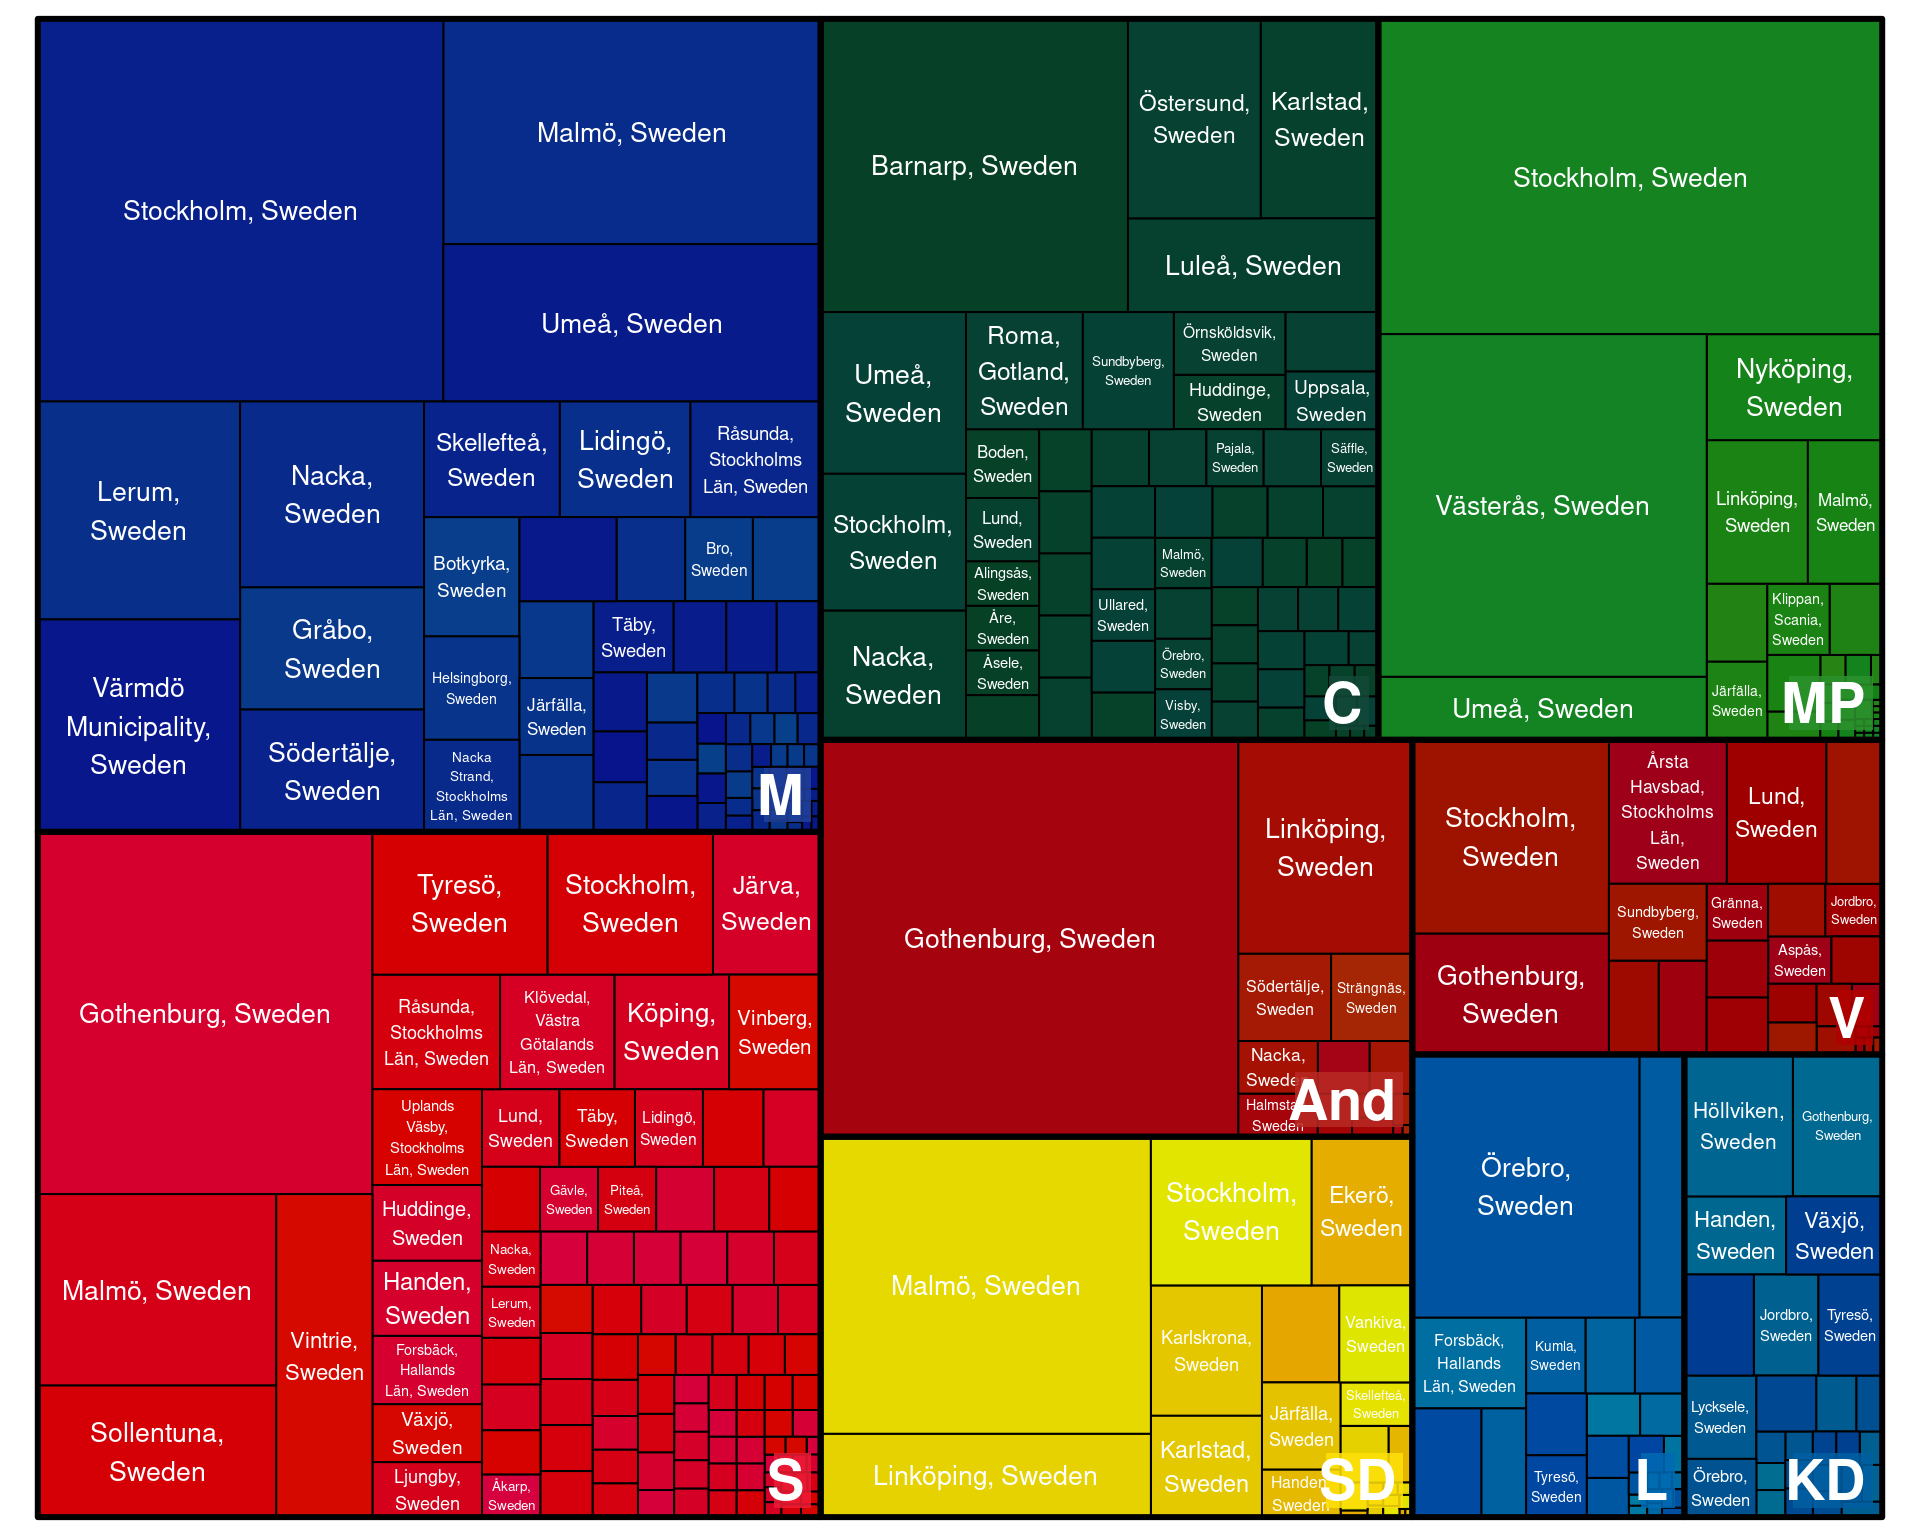 Stockholm, Sweden
Malmö, Sweden
Umeå, Sweden
Lerum,
Sweden
Nacka,
Sweden
Skellefteå,
Sweden
Lidingö,
Sweden
Råsunda,
Stockholms
Län, Sweden
Gråbo,
Sweden
Botkyrka,
Sweden
Bro,
Sweden
Värmdö
Municipality,
Sweden
Södertälje,
Sweden
Helsingborg,
Sweden
Täby,
Sweden
Järfälla,
Sweden
Nacka
Strand,
Stockholms
Län, Sweden
M
Barnarp, Sweden
Östersund,
Sweden
Karlstad,
Sweden
Luleå, Sweden
Umeå,
Sweden
Roma,
Gotland,
Sweden
Sundbyberg,
Sweden
Örnsköldsvik,
Sweden
Huddinge,
Sweden
Uppsala,
Sweden
Stockholm,
Sweden
Boden,
Sweden
Pajala,
Sweden
Säffle,
Sweden
Lund,
Sweden
Alingsås,
Sweden
Malmö,
Sweden
Åre,
Sweden
Ullared,
Sweden
Nacka,
Sweden
Åsele,
Sweden
Örebro,
Sweden
Visby,
Sweden
C
Stockholm, Sweden
Västerås, Sweden
Nyköping,
Sweden
Linköping,
Sweden
Malmö,
Sweden
Klippan,
Scania,
Sweden
Umeå, Sweden
Järfälla,
Sweden
MP
Gothenburg, Sweden
Tyresö,
Sweden
Stockholm,
Sweden
Järva,
Sweden
Råsunda,
Stockholms
Län, Sweden
Klövedal,
Västra
Götalands
Län, Sweden
Köping,
Sweden
Vinberg,
Sweden
Uplands
Väsby,
Stockholms
Län, Sweden
Lund,
Sweden
Täby,
Sweden
Lidingö,
Sweden
Malmö, Sweden
Vintrie,
Sweden
Huddinge,
Sweden
Gävle,
Sweden
Piteå,
Sweden
Nacka,
Sweden
Handen,
Sweden
Lerum,
Sweden
Forsbäck,
Hallands
Län, Sweden
Sollentuna,
Sweden
Växjö,
Sweden
Ljungby,
Sweden
Åkarp,
Sweden
S
Gothenburg, Sweden
Linköping,
Sweden
Södertälje,
Sweden
Strängnäs,
Sweden
Nacka,
Sweden
Sweden
And
Malmö, Sweden
Stockholm,
Sweden
Ekerö,
Sweden
Karlskrona,
Sweden
Vankiva,
Sweden
Skellefteå,
Sweden
Järfälla,
Sweden
Linköping, Sweden
Karlstad,
Sweden
Handen,
Sweden
SD
Stockholm,
Sweden
Årsta
Havsbad,
Stockholms
Län,
Sweden
Lund,
Sweden
Sundbyberg,
Sweden
Gränna,
Sweden
Jordbro,
Sweden
Gothenburg,
Sweden
Aspås,
Sweden
V
Örebro,
Sweden
Forsbäck,
Hallands
Län, Sweden
Kumla,
Sweden
Tyresö,
Sweden
L
Höllviken,
Sweden
Gothenburg,
Sweden
Handen,
Sweden
Växjö,
Sweden
Jordbro,
Sweden
Tyresö,
Sweden
Lycksele,
Sweden
Örebro,
Sweden
KD